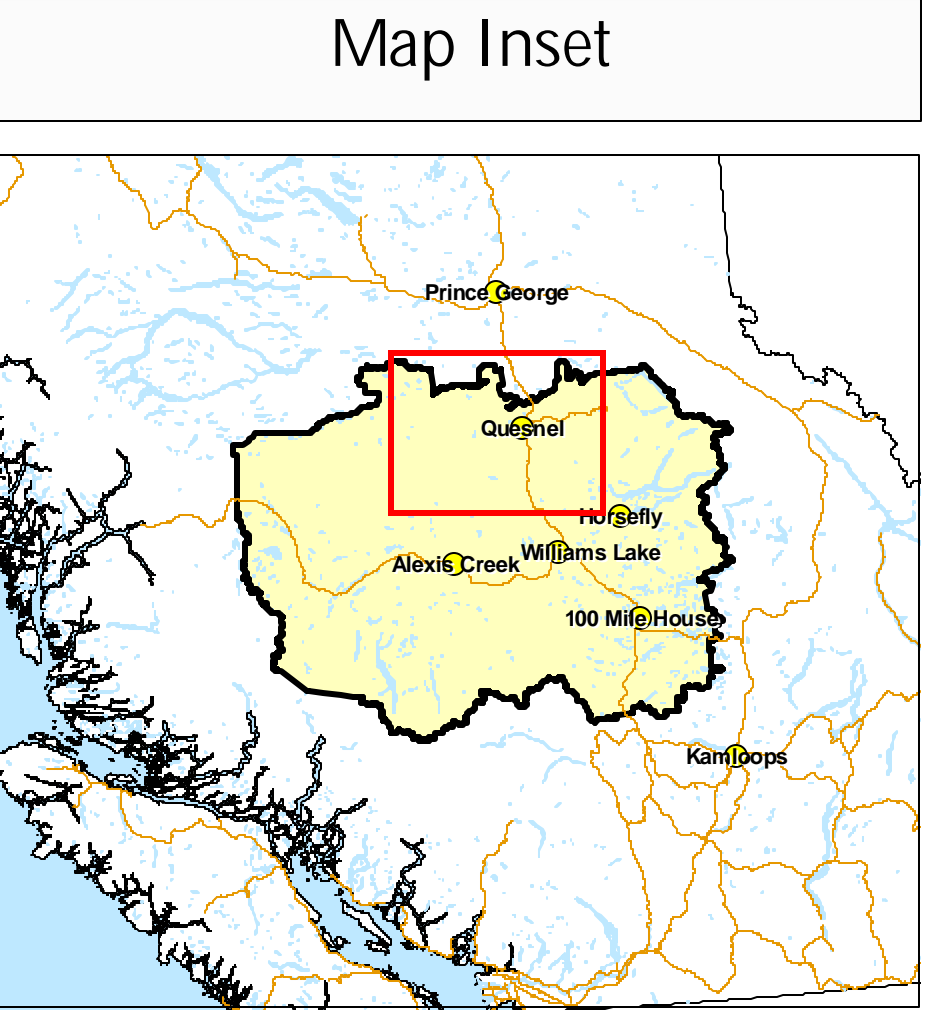 Map Inset
Prince George
Quesnel
Horsefly
Williams Lake
Alexis Creek
100 Mile House
Kamloops